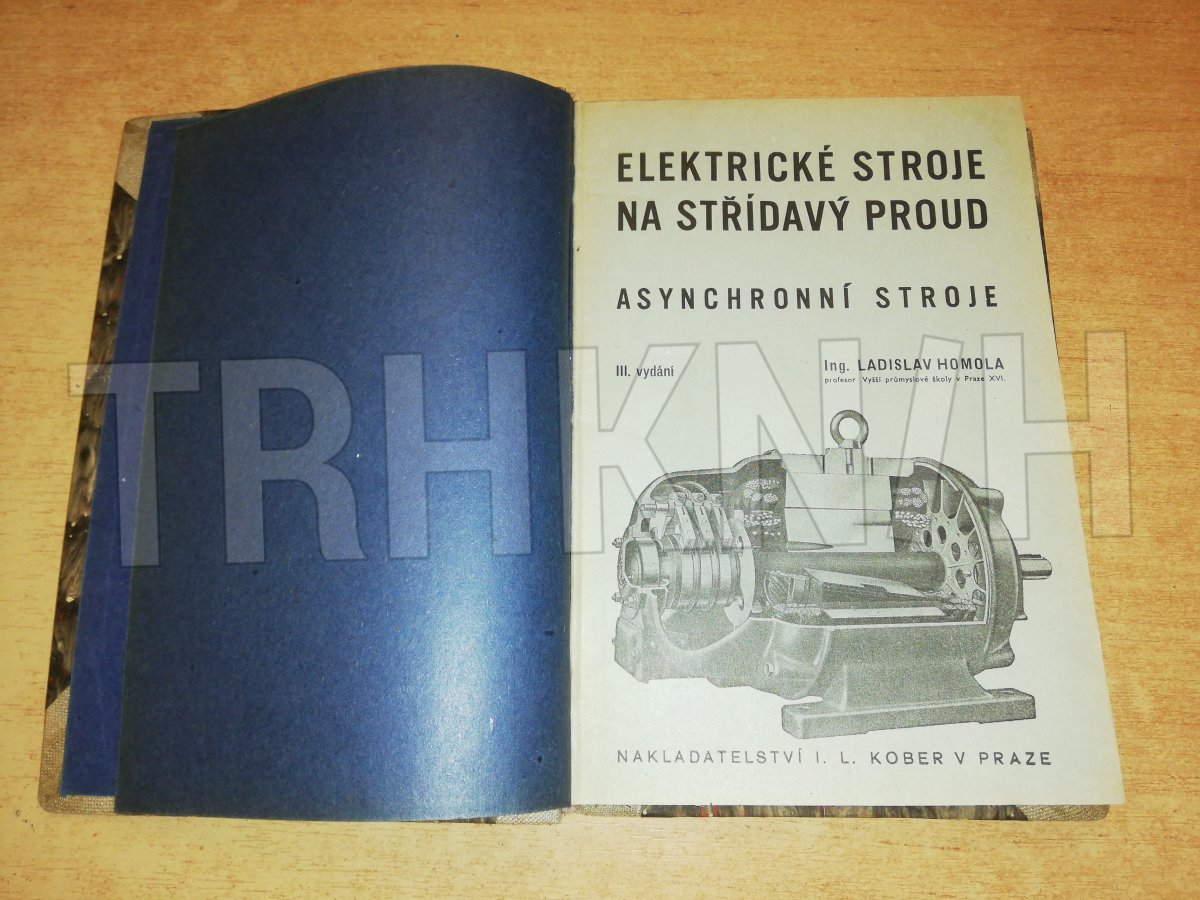 ELEKTRICKÉ STROJE
NA STŘÍDAVÝ PROUD
ASYNCHRONNÍ STROJE
III. vydání
Ing. LADISLAV HOMOLA
profesor Vyšší průmyslové školy v Praze XVI.
TRHKNIH
NAKLADATELSTVÍ I. L. KOBER V PRAZE